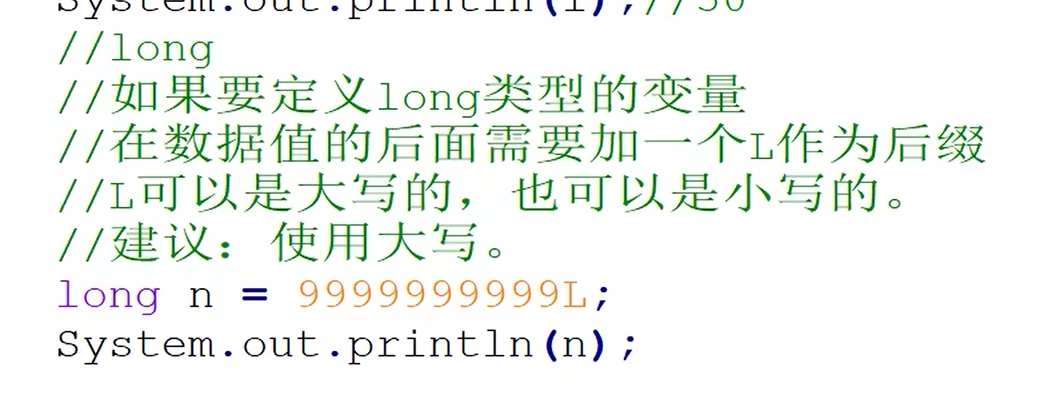 System.out.println(i);//50
//long
//如果要定义long类型的变量
//在数据值的后面需要加一个L作为后缀
//L可以是大写的，也可以是小写的。
//建议：使用大写。
long n = 9999999999L;
System.out.println(n);